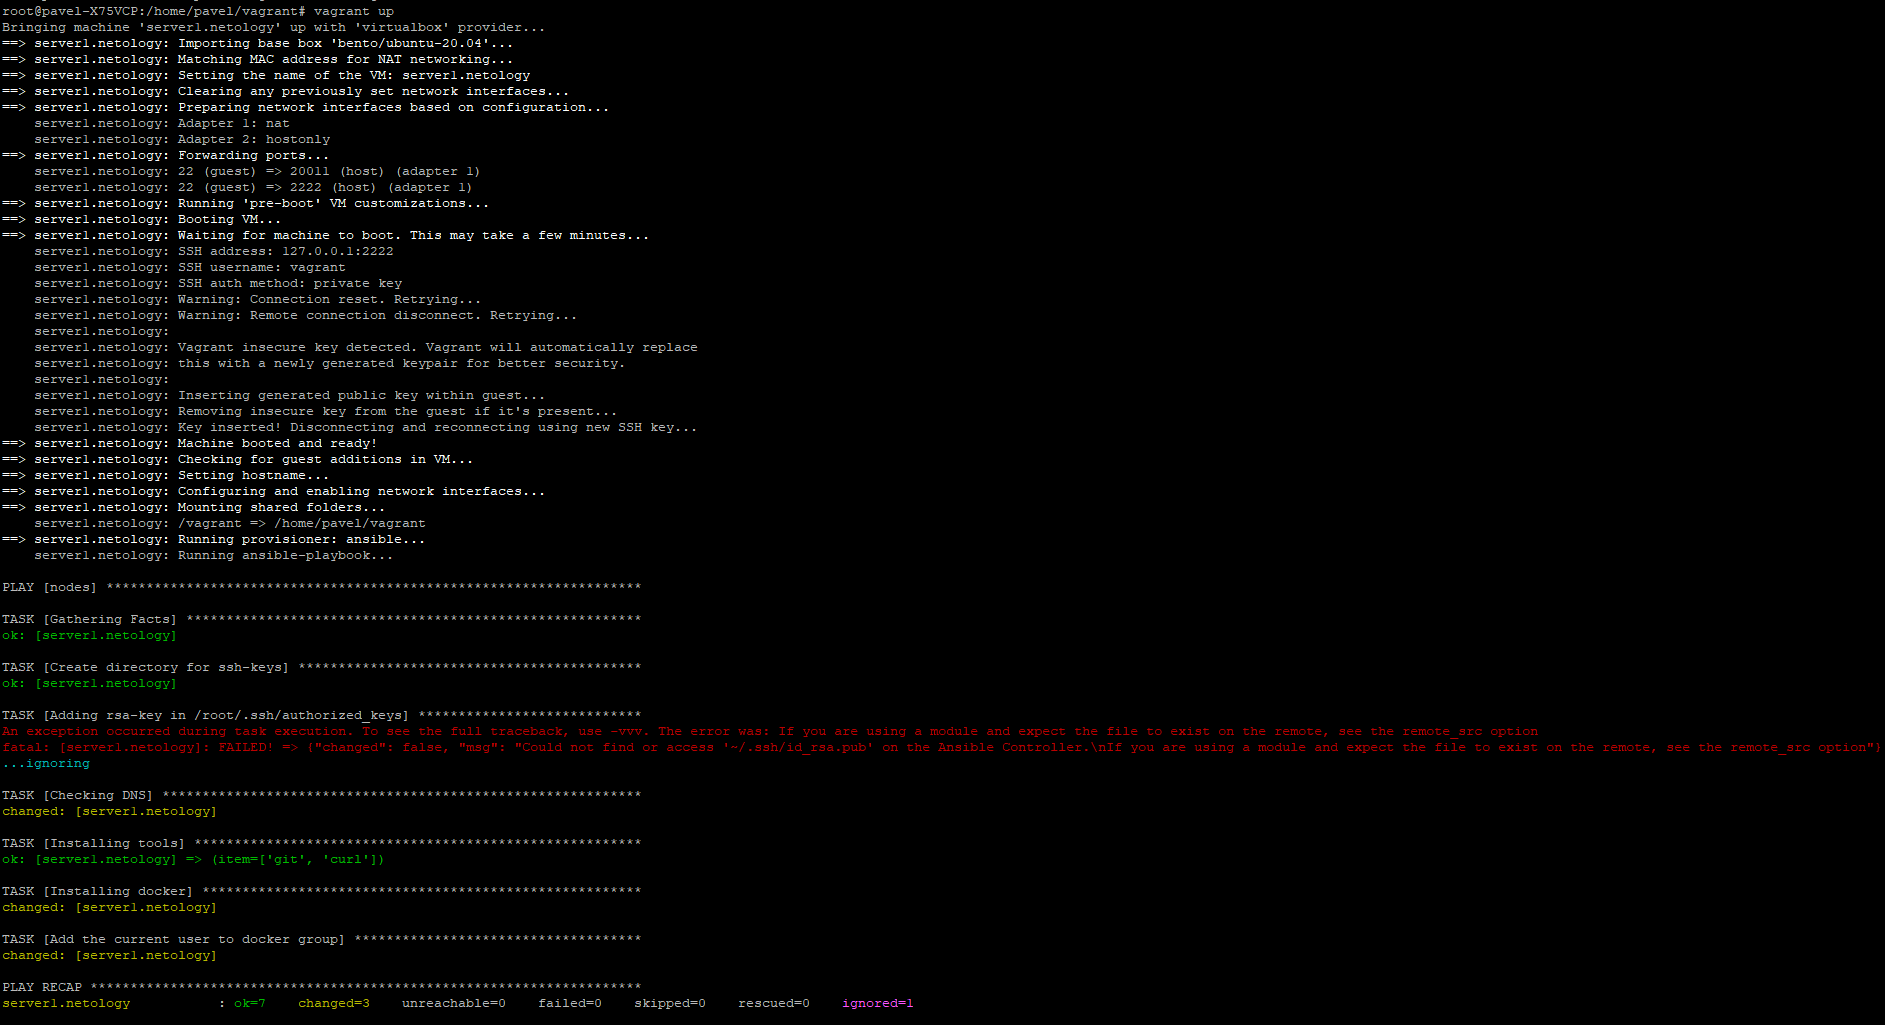 root@pavel-X75VCP:/home/pavel/vagrant# vagrant up
Bringing machine 'server1.netology' up with 'virtualbox' provider...
==> server1.netology: Importing base box 'bento/ubuntu-20.04'...
==> server1.netology: Matching MAC address for NAT networking...
==> server1.netology: Setting the name of the VM: server1.netology
==> server1.netology: Clearing any previously set network interfaces...
==> server1.netology: Preparing network interfaces based on configuration...
    server1.netology: Adapter 1: nat
    server1.netology: Adapter 2: hostonly
==> server1.netology: Forwarding ports...
    server1.netology: 22 (guest) => 20011 (host) (adapter 1)
    server1.netology: 22 (guest) => 2222 (host) (adapter 1)
==> server1.netology: Running 'pre-boot' VM customizations...
==> server1.netology: Booting VM...
==> server1.netology: Waiting for machine to boot. This may take a few minutes...
    server1.netology: SSH address: 127.0.0.1:2222
    server1.netology: SSH username: vagrant
    server1.netology: SSH auth method: private key
    server1.netology: Warning: Connection reset. Retrying...
    server1.netology: Warning: Remote connection disconnect. Retrying...
    server1.netology:
    server1.netology: Vagrant insecure key detected. Vagrant will automatically replace
    server1.netology: this with a newly generated keypair for better security.
    server1.netology:
    server1.netology: Inserting generated public key within guest...
    server1.netology: Removing insecure key from the guest if it's present...
    server1.netology: Key inserted! Disconnecting and reconnecting using new SSH key...
==> server1.netology: Machine booted and ready!
==> server1.netology: Checking for guest additions in VM...
==> server1.netology: Setting hostname...
==> server1.netology: Configuring and enabling network interfaces...
==> server1.netology: Mounting shared folders...
    server1.netology: /vagrant => /home/pavel/vagrant
==> server1.netology: Running provisioner: ansible...
    server1.netology: Running ansible-playbook...
PLAY [nodes] *******************************************************************
TASK [Gathering Facts] *********************************************************
ok: [server1.netology]
TASK [Create directory for ssh-keys] *******************************************
ok: [server1.netology]
TASK [Adding rsa-key in /root/.ssh/authorized_keys] ****************************
An exception occurred during task execution. To see the full traceback, use -vvv. The error was: If you are using a module and expect the file to exist on the remote, see the remote_src option
fatal: [server1.netology]: FAILED! => {"changed": false, "msg": "Could not find or access '~/.ssh/id_rsa.pub' on the Ansible Controller.\nIf you are using a module and expect the file to exist on the remote, see the remote_src option"}
...ignoring
TASK [Checking DNS] ************************************************************
changed: [server1.netology]
TASK [Installing tools] ********************************************************
ok: [server1.netology] => (item=['git', 'curl'])
TASK [Installing docker] *******************************************************
changed: [server1.netology]
TASK [Add the current user to docker group] ************************************
changed: [server1.netology]
PLAY RECAP *********************************************************************
server1.netology           : ok=7    changed=3    unreachable=0    failed=0    skipped=0    rescued=0    ignored=1